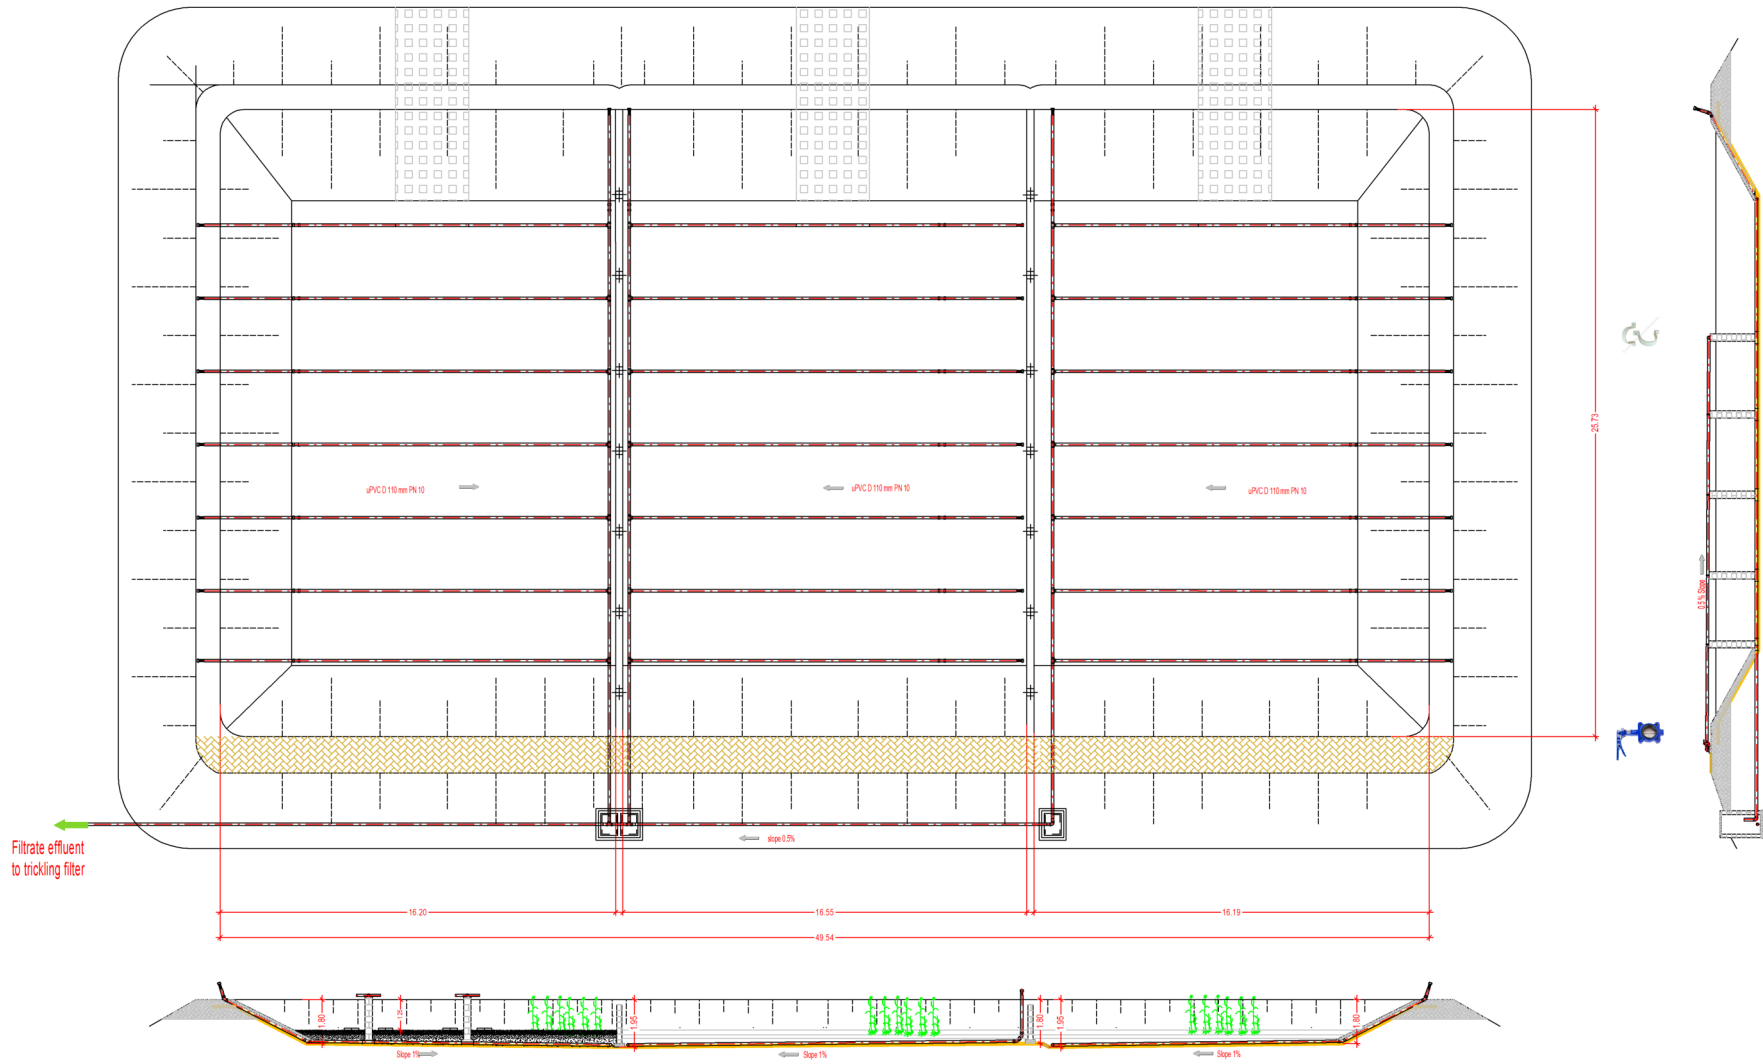 25.73
uPVC D 110 mm PN 10
uPVC D 110 mm PN 10
uPVC D 110 mm PN 10
0.5 % Slope
slope 0.5%
Filtrate effluent
to trickling filter
16.20
16.55
16.19
49.54
1.80
1.25
1.95
1.80
1.95
1.80
Slope 1%
Slope 1%
Slope 1%